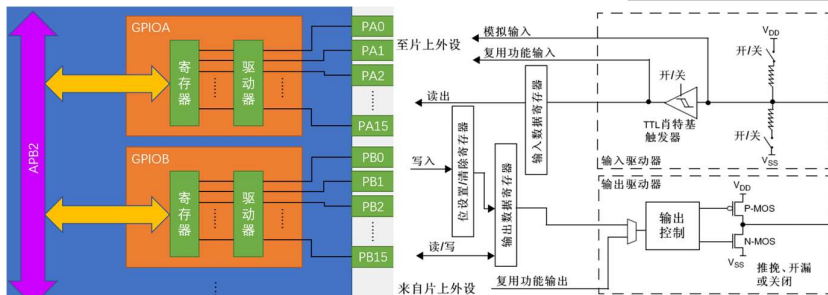 GPIOA
寄存器
驱动器
PA0
PA1
PA2
......
......
......
PA15
APB2
GPIOB
寄存器
驱动器
PB0
PB1
PB2
......
......
......
PB15
...
至片上外设
模拟输入
复用功能输入
读出
写入
读/写
来自片上外设
复用功能输出
位设置/清除寄存器
输入数据寄存器
输出数据寄存器
开/关
TTL肖特基
触发器
VDD
开/关
开/关
VSS
输入驱动器
输出驱动器
输出
控制
VDD
P-MOS
N-MOS
VSS
推挽、开漏
或关闭